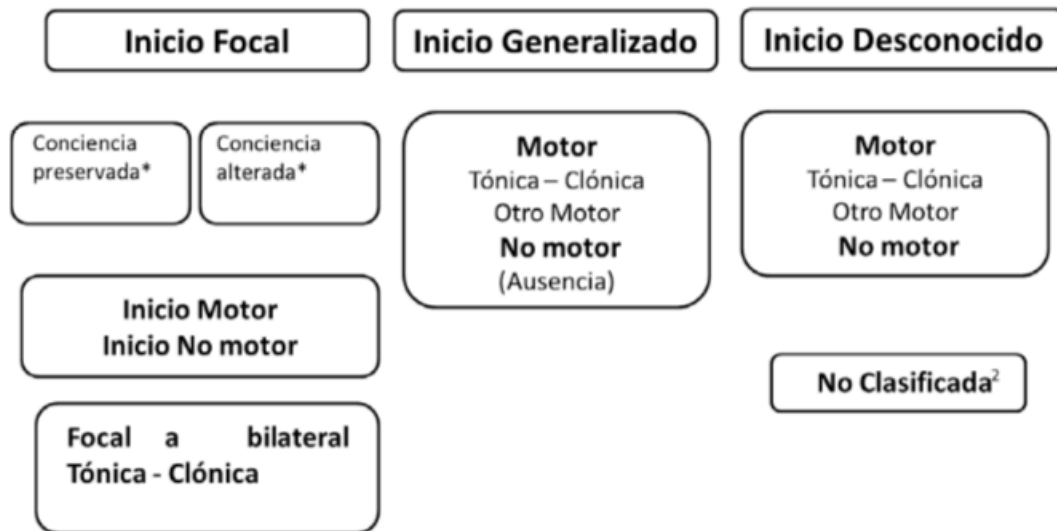 Inicio Focal
Conciencia
preservada*
Conciencia
alterada*
Inicio Motor
Inicio No motor
Focal a bilateral
Tónica - Clónica
Inicio Generalizado
Motor
Tónica – Clónica
Otro Motor
No motor
(Ausencia)
Inicio Desconocido
Motor
Tónica – Clónica
Otro Motor
No motor
No Clasificada²